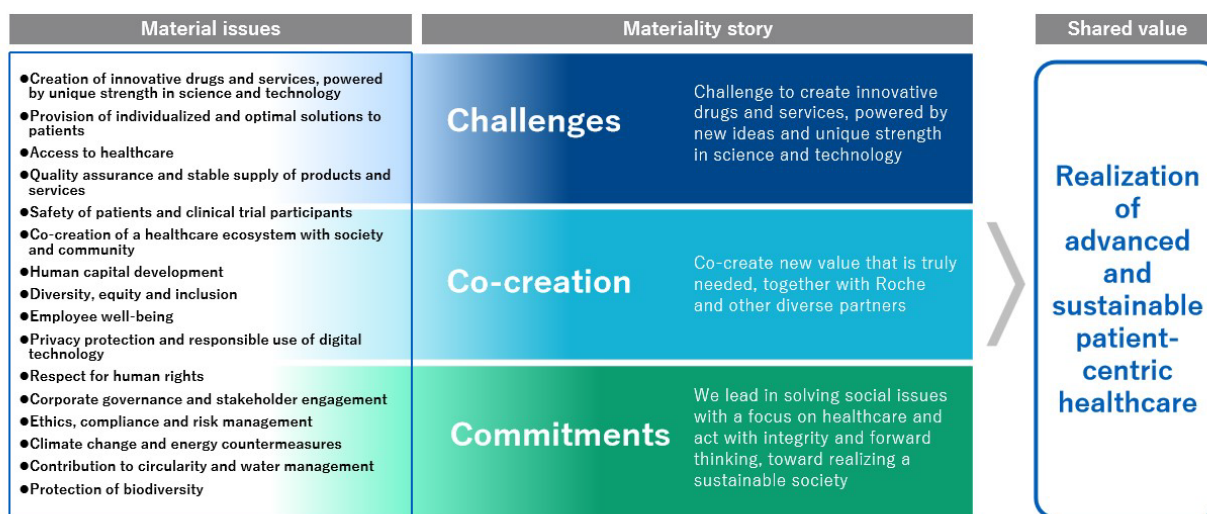 Material issues
Materiality story
Shared value
●Creation of innovative drugs and services, powered
by unique strength in science and technology
●Provision of individualized and optimal solutions to
patients
●Access to healthcare
●Quality assurance and stable supply of products and
services
●Safety of patients and clinical trial participants
●Co-creation of a healthcare ecosystem with society
and community
●Human capital development
●Diversity, equity and inclusion
●Employee well-being
●Privacy protection and responsible use of digital
technology
●Respect for human rights
●Corporate governance and stakeholder engagement
●Ethics, compliance and risk management
●Climate change and energy countermeasures
●Contribution to circularity and water management
●Protection of biodiversity
Challenges
Challenge to create innovative
drugs and services, powered by
new ideas and unique strength
in science and technology
Co-creation
Co-create new value that is truly
needed, together with Roche
and other diverse partners
Commitments
We lead in solving social issues
with a focus on healthcare and
act with integrity and forward
thinking, toward realizing a
sustainable society
Realization
of
advanced
and
sustainable
patient-
centric
healthcare